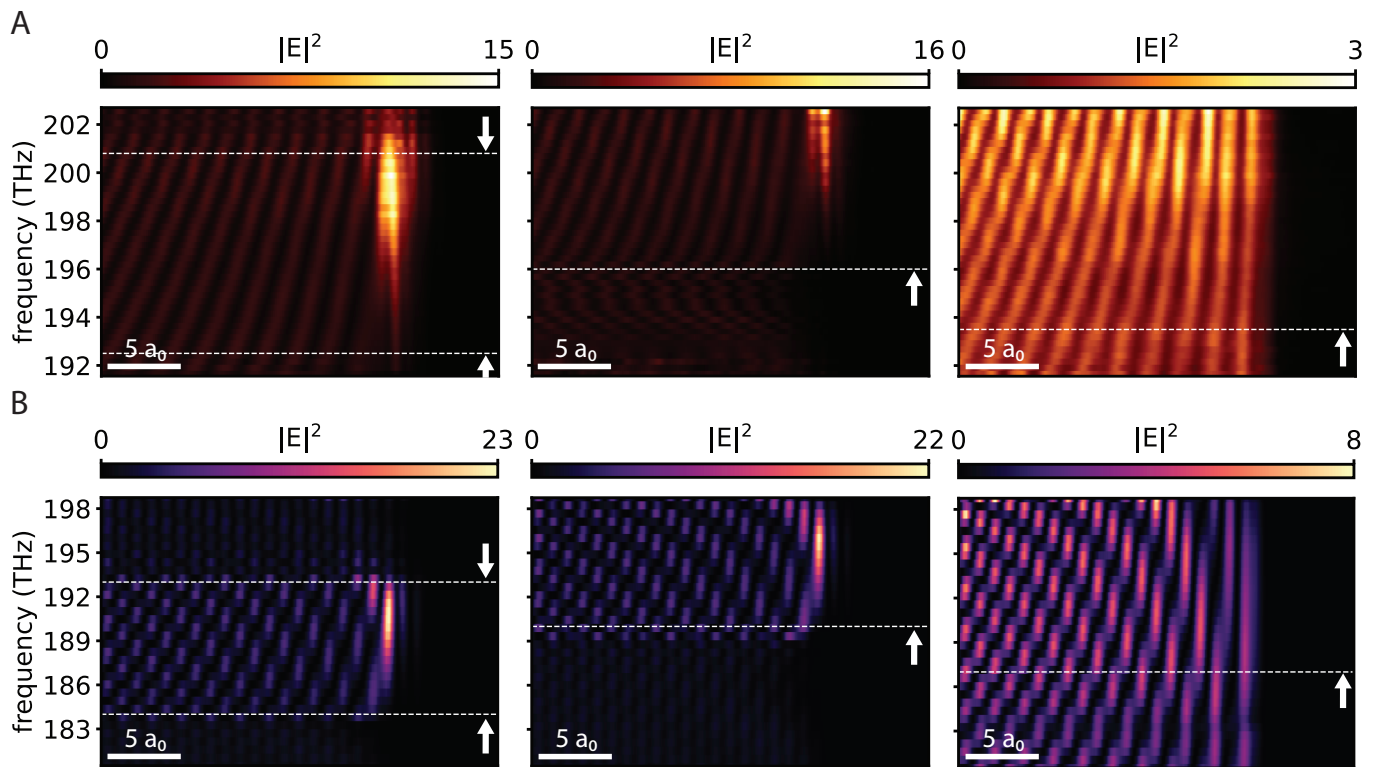 A
0 |E|² 15
0 |E|² 16
0 |E|² 3
frequency (THz)
202
200
198
196
194
192
5 a₀
5 a₀
5 a₀
B
0 |E|² 23
0 |E|² 22
0 |E|² 8
frequency (THz)
198
195
192
189
186
183
5 a₀
5 a₀
5 a₀